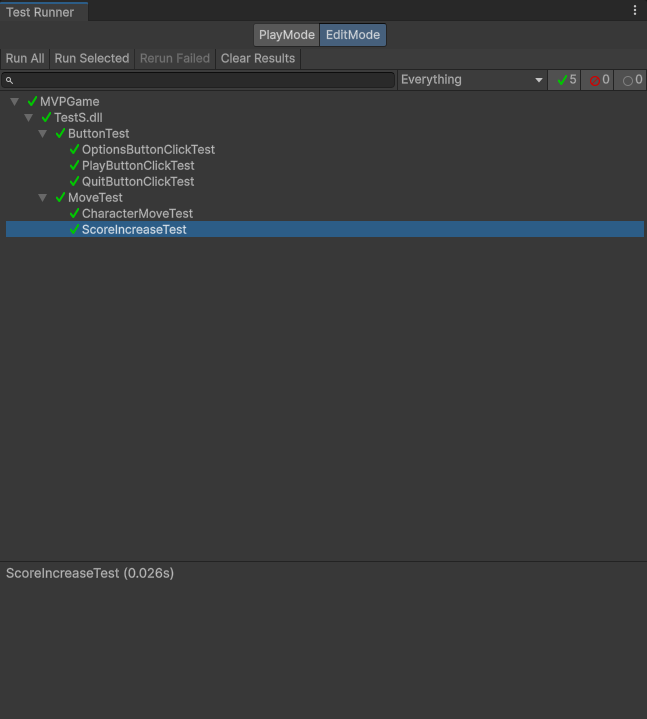 Test Runner
PlayMode EditMode
Run All Run Selected Rerun Failed Clear Results
Everything 5 0 0
MVPGame
TestS.dll
ButtonTest
OptionsButtonClickTest
PlayButtonClickTest
QuitButtonClickTest
MoveTest
CharacterMoveTest
ScoreIncreaseTest
ScoreIncreaseTest (0.026s)